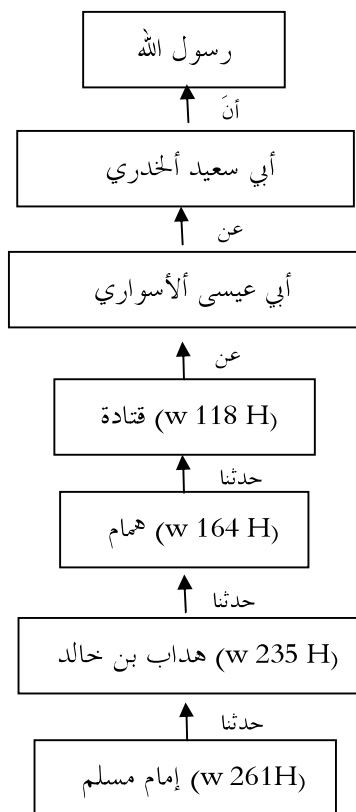 رسول الله
أنَ
أبي سعيد ألخدري
عن
أبي عيسى ألأسواري
عن
قتادة (w 118 H)
حدثنا
همام (w 164 H)
حدثنا
هداب بن خالد (w 235 H)
حدثنا
إمام مسلم (w 261H)